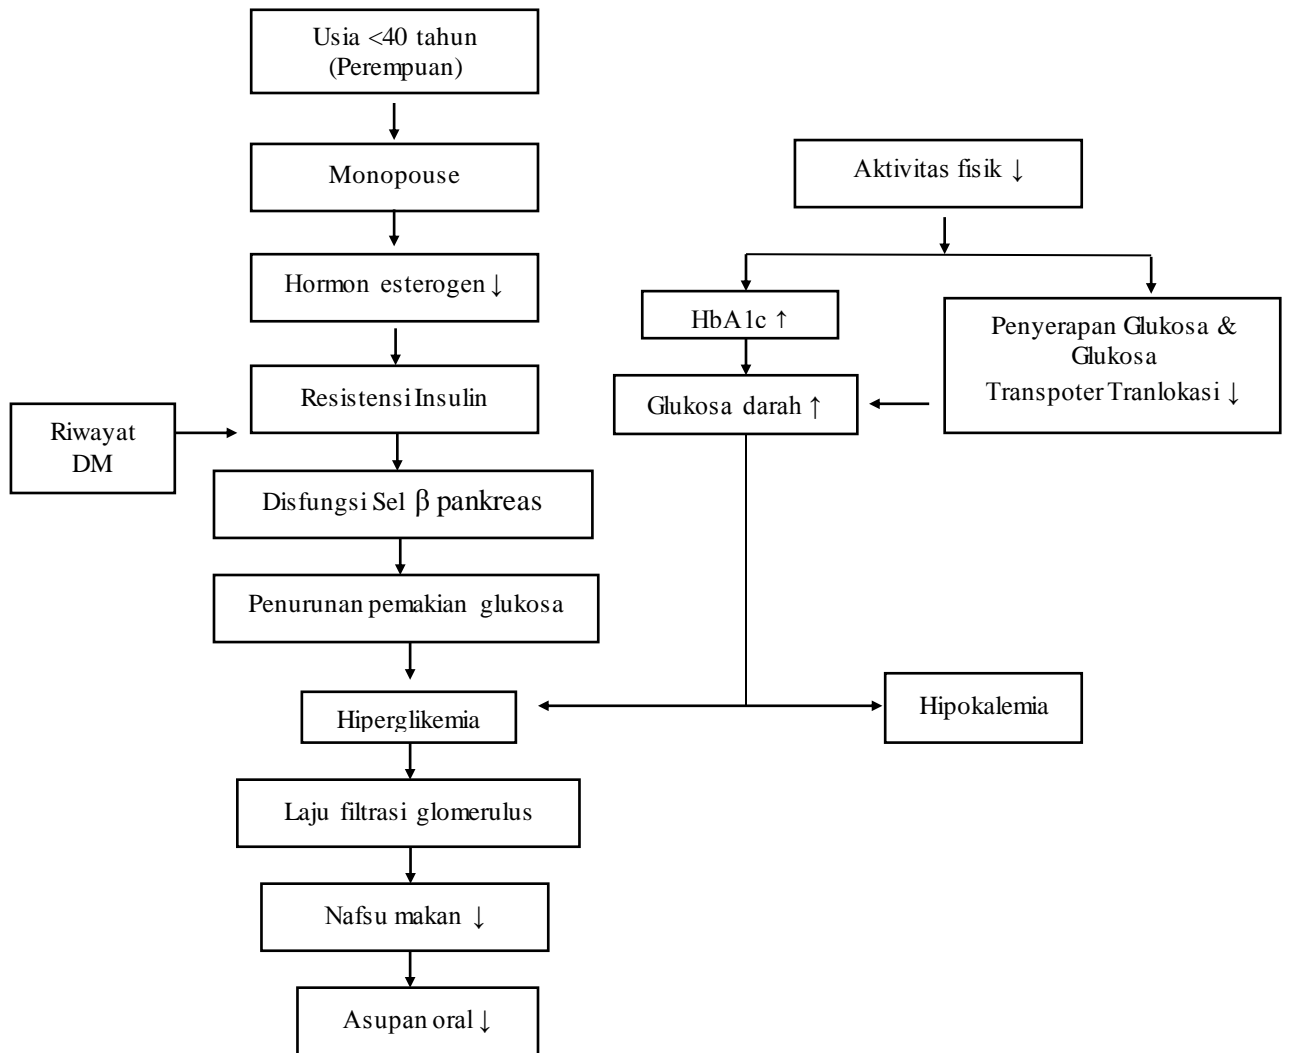 Usia <40 tahun
(Perempuan)
Monopouse
Aktivitas fisik ↓
Hormon esterogen ↓
HbA1c ↑
Penyerapan Glukosa &
Glukosa
Transpoter Tranlokasi ↓
Resistensi Insulin
Glukosa darah ↑
Riwayat
DM
Disfungsi Sel β pankreas
Penurunan pemakian glukosa
Hiperglikemia
Hipokalemia
Laju filtrasi glomerulus
Nafsu makan ↓
Asupan oral ↓